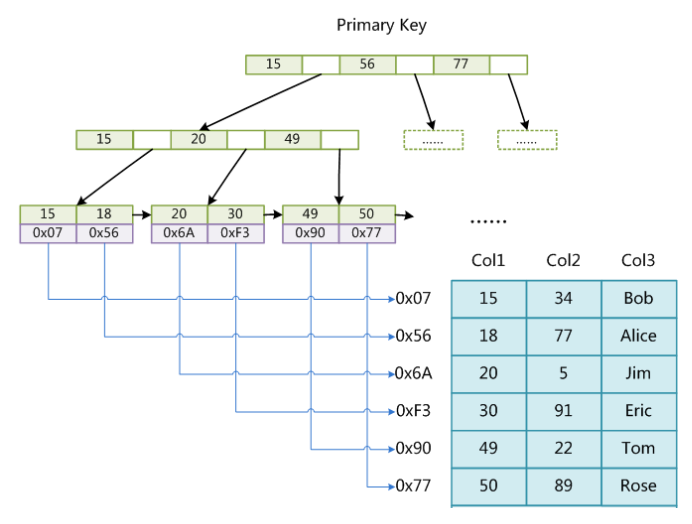 Primary Key
15 56 77
15 20 49
...... ......
15 18 20 30 49 50
0x07 0x56 0x6A 0xF3 0x90 0x77
......
Col1 Col2 Col3
0x07 15 34 Bob
0x56 18 77 Alice
0x6A 20 5 Jim
0xF3 30 91 Eric
0x90 49 22 Tom
0x77 50 89 Rose